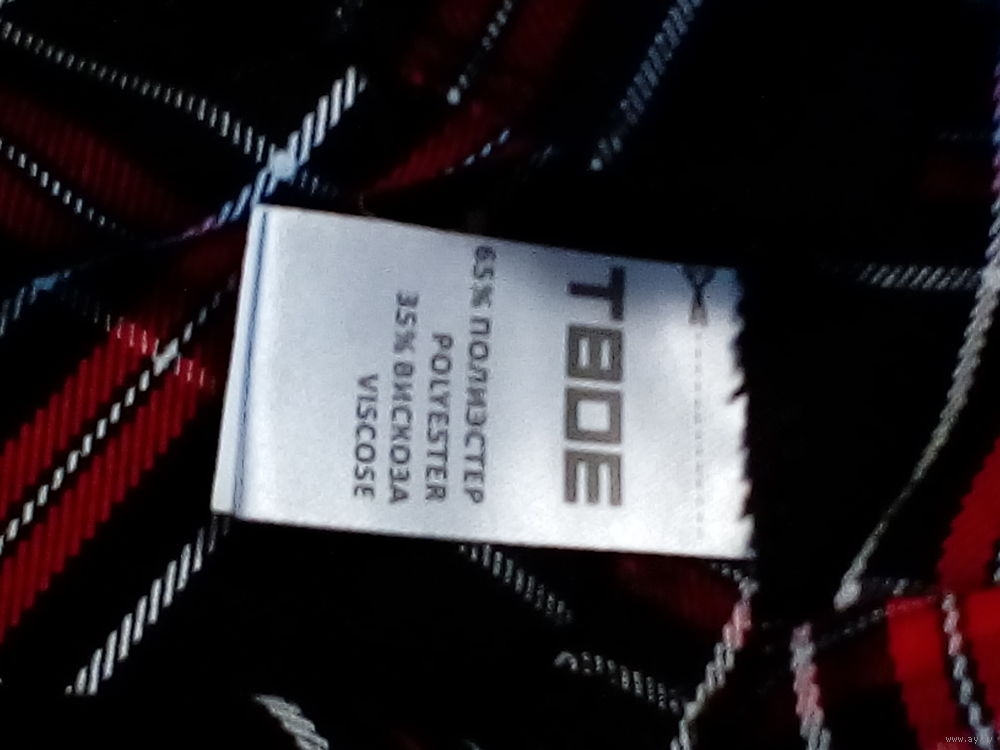 ТВОЕ
65% ПОЛИЭСТЕР
POLYESTER
35% ВИСКОЗА
VISCOSE